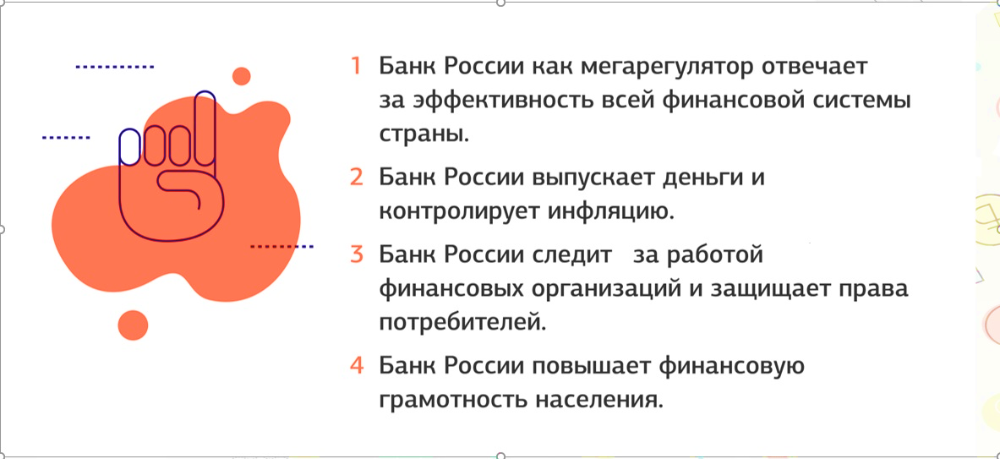 1 Банк России как мегарегулятор отвечает
за эффективность всей финансовой системы
страны.
2 Банк России выпускает деньги и
контролирует инфляцию.
3 Банк России следит за работой
финансовых организаций и защищает права
потребителей.
4 Банк России повышает финансовую
грамотность населения.